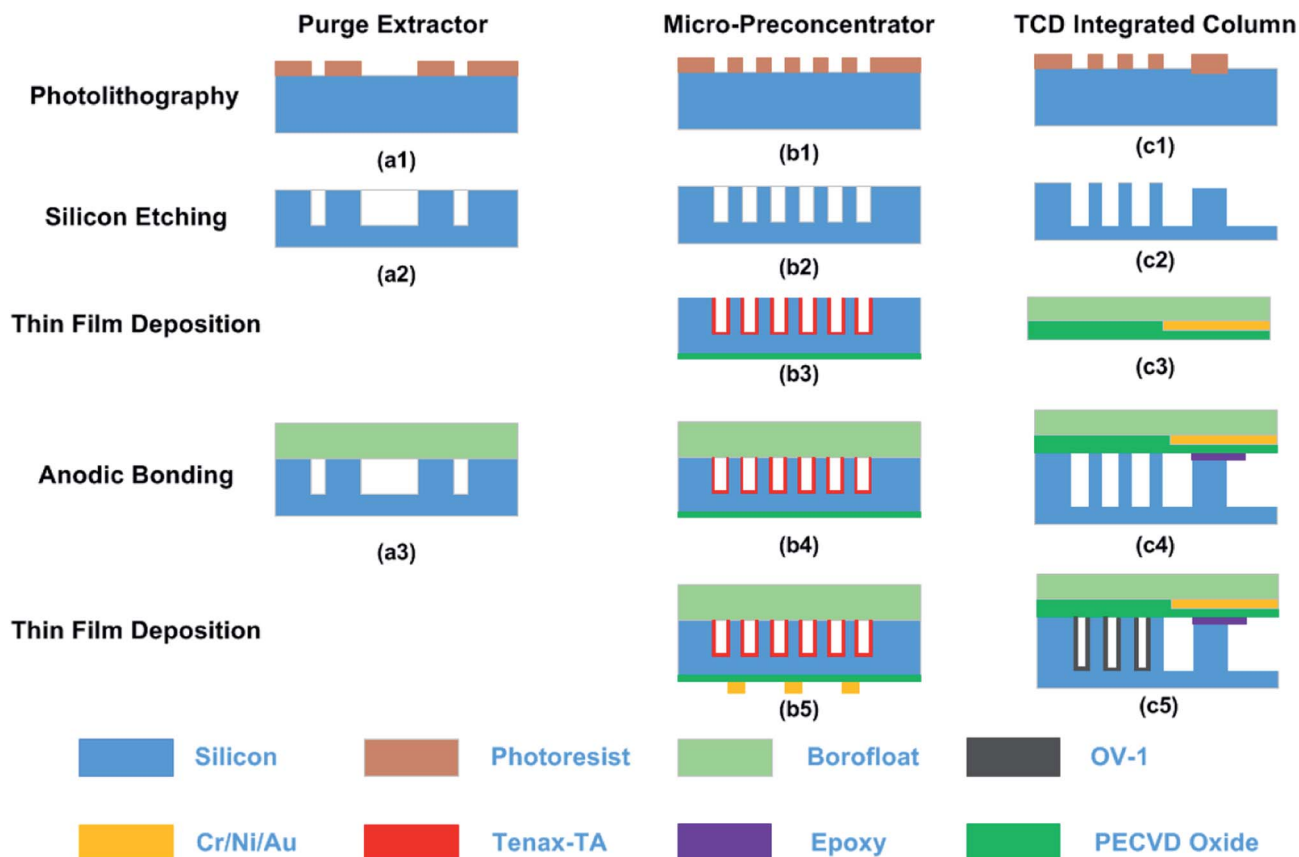 Purge Extractor Micro-Preconcentrator TCD Integrated Column
Photolithography
(a1) (b1) (c1)
Silicon Etching
(a2) (b2) (c2)
Thin Film Deposition
(b3) (c3)
Anodic Bonding
(a3) (b4) (c4)
Thin Film Deposition
(b5) (c5)
Silicon Photoresist Borofloat OV-1
Cr/Ni/Au Tenax-TA Epoxy PECVD Oxide